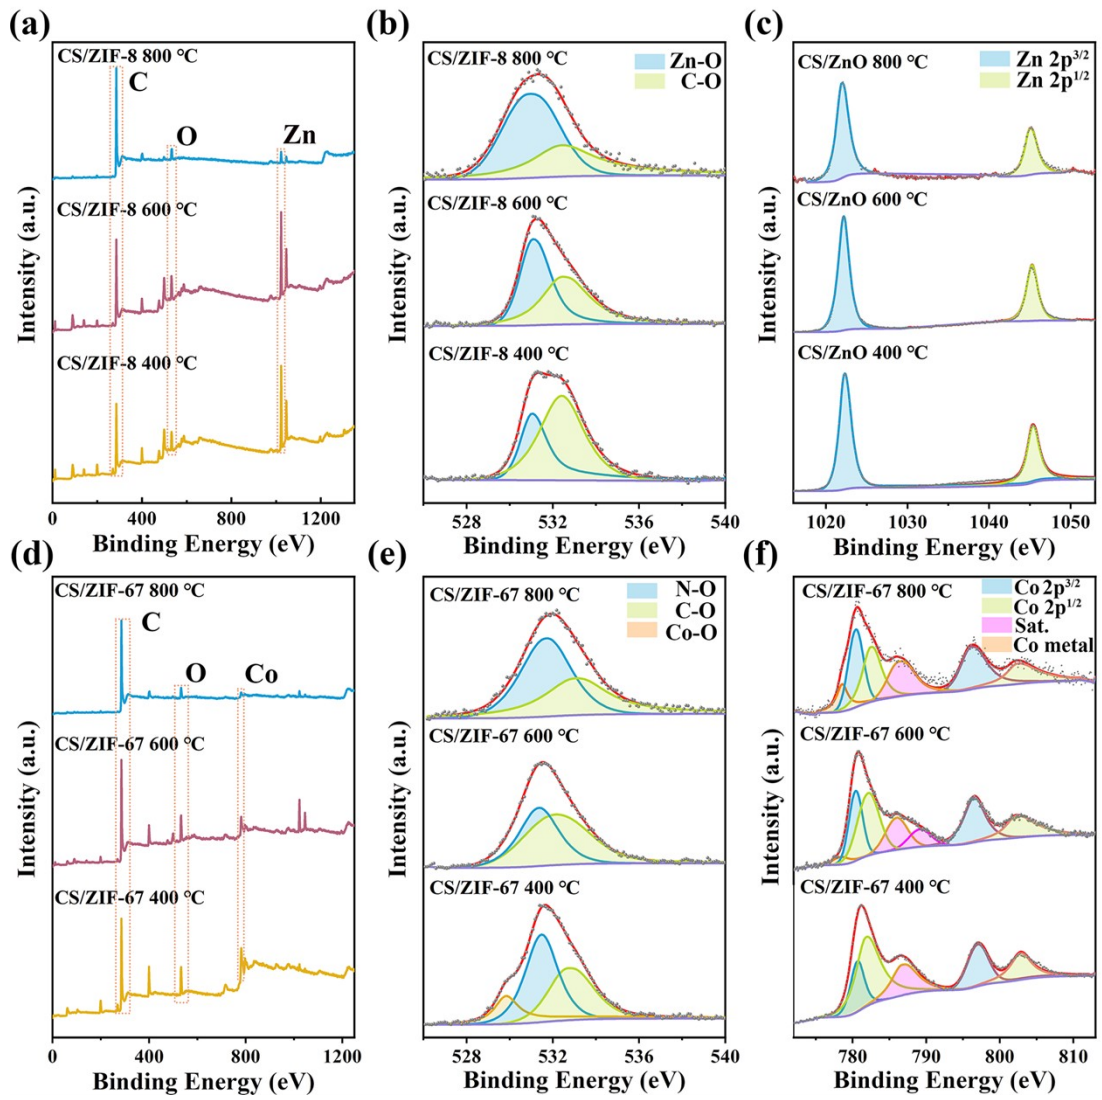 (a)
CS/ZIF-8 800 °C
C
O
Zn
CS/ZIF-8 600 °C
CS/ZIF-8 400 °C
Intensity (a.u.)
0 400 800 1200
Binding Energy (eV)
(b)
CS/ZIF-8 800 °C
Zn-O
C-O
CS/ZIF-8 600 °C
CS/ZIF-8 400 °C
Intensity (a.u.)
528 532 536 540
Binding Energy (eV)
(c)
CS/ZnO 800 °C
Zn 2p3/2
Zn 2p1/2
CS/ZnO 600 °C
CS/ZnO 400 °C
Intensity (a.u.)
1020 1030 1040 1050
Binding Energy (eV)
(d)
CS/ZIF-67 800 °C
C
O
Co
CS/ZIF-67 600 °C
CS/ZIF-67 400 °C
Intensity (a.u.)
0 400 800 1200
Binding Energy (eV)
(e)
CS/ZIF-67 800 °C
N-O
C-O
Co-O
CS/ZIF-67 600 °C
CS/ZIF-67 400 °C
Intensity (a.u.)
528 532 536 540
Binding Energy (eV)
(f)
CS/ZIF-67 800 °C
Co 2p3/2
Co 2p1/2
Sat.
Co metal
CS/ZIF-67 600 °C
CS/ZIF-67 400 °C
Intensity (a.u.)
780 790 800 810
Binding Energy (eV)